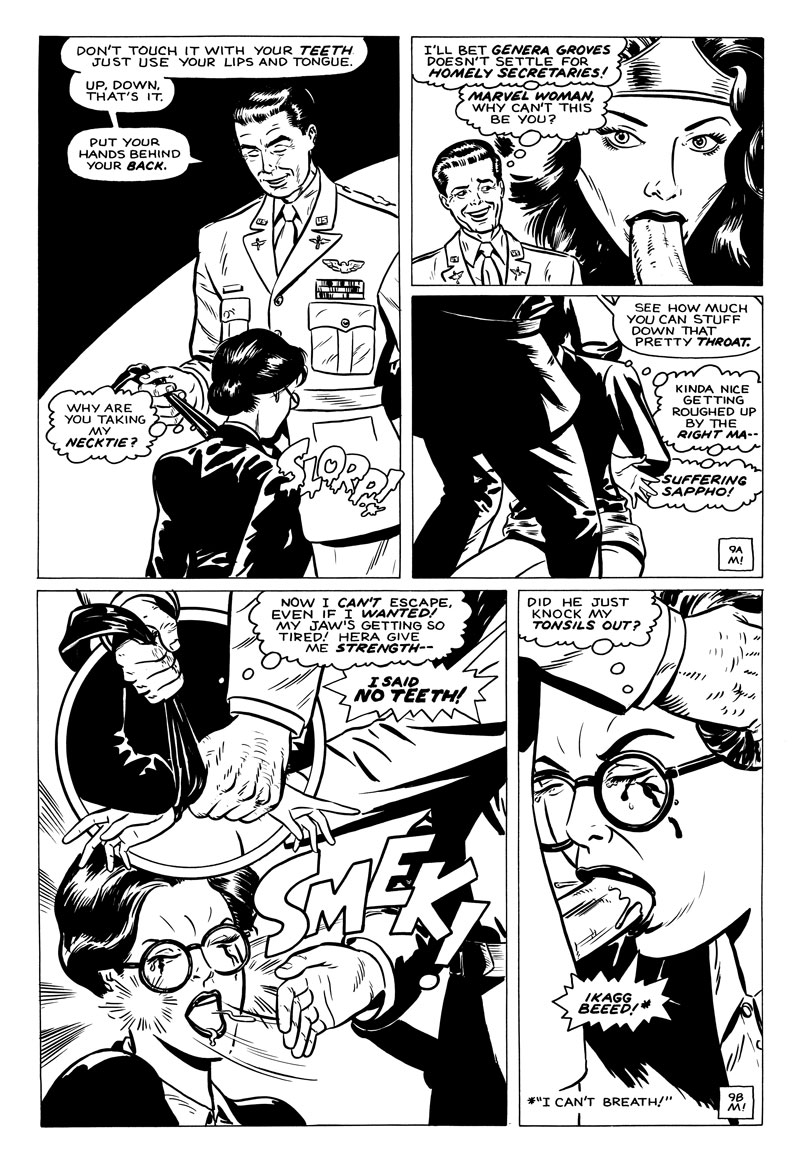 DON'T TOUCH IT WITH YOUR TEETH
JUST USE YOUR LIPS AND TONGUE.
UP, DOWN,
THAT'S IT.
PUT YOUR
HANDS BEHIND
YOUR BACK.
WHY ARE
YOU TAKING
MY
NECKTIE?
SLORP!
I'LL BET GENERA GROVES
DOESN'T SETTLE FOR
HOMELY SECRETARIES!
MARVEL WOMAN,
WHY CAN'T THIS
BE YOU?
SEE HOW MUCH
YOU CAN STUFF
DOWN THAT
PRETTY THROAT.
KINDA NICE
GETTING
ROUGHED UP
BY THE
RIGHT MA--
SUFFERING
SAPPHO!
9A
M!
NOW I CAN'T ESCAPE,
EVEN IF I WANTED!
MY JAW'S GETTING SO
TIRED! HERA GIVE
ME STRENGTH--
I SAID
NO TEETH!
SMEK!
DID HE JUST
KNOCK MY
TONSILS OUT?
IKAGG
BEEED!*
*"I CAN'T BREATH!"
9B
M!